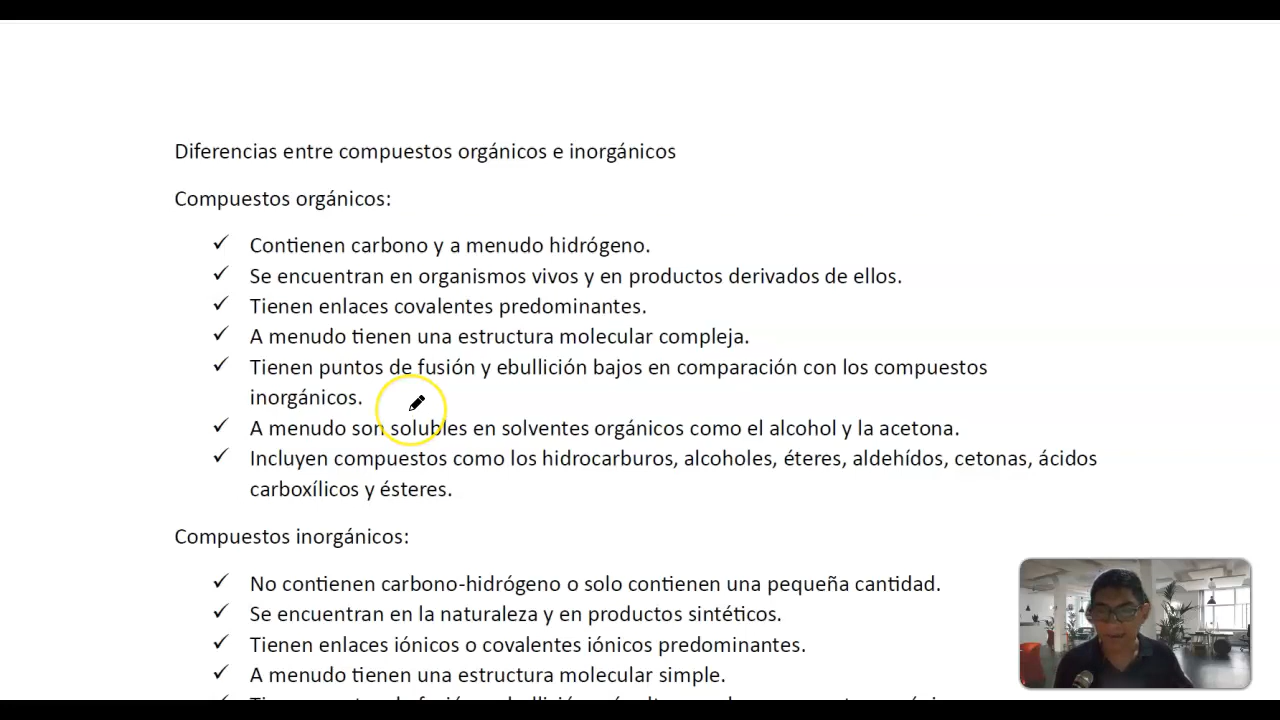 Diferencias entre compuestos orgánicos e inorgánicos
Compuestos orgánicos:
✓ Contienen carbono y a menudo hidrógeno.
✓ Se encuentran en organismos vivos y en productos derivados de ellos.
✓ Tienen enlaces covalentes predominantes.
✓ A menudo tienen una estructura molecular compleja.
✓ Tienen puntos de fusión y ebullición bajos en comparación con los compuestos
inorgánicos.
✓ A menudo son solubles en solventes orgánicos como el alcohol y la acetona.
✓ Incluyen compuestos como los hidrocarburos, alcoholes, éteres, aldehídos, cetonas, ácidos
carboxílicos y ésteres.
Compuestos inorgánicos:
✓ No contienen carbono-hidrógeno o solo contienen una pequeña cantidad.
✓ Se encuentran en la naturaleza y en productos sintéticos.
✓ Tienen enlaces iónicos o covalentes iónicos predominantes.
✓ A menudo tienen una estructura molecular simple.